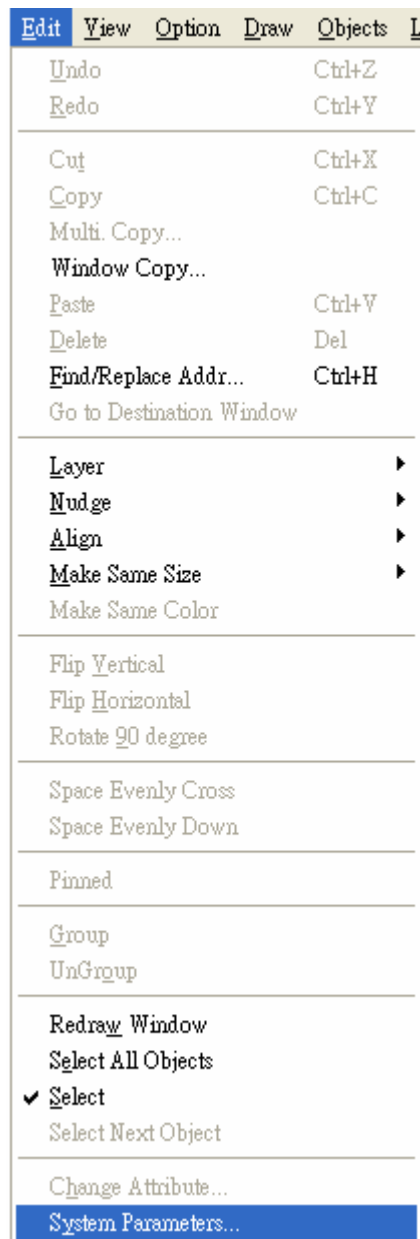 Edit View Option Draw Objects L
Undo Ctrl+Z
Redo Ctrl+Y
Cut Ctrl+X
Copy Ctrl+C
Multi. Copy...
Window Copy...
Paste Ctrl+V
Delete Del
Find/Replace Addr... Ctrl+H
Go to Destination Window
Layer
Nudge
Align
Make Same Size
Make Same Color
Flip Vertical
Flip Horizontal
Rotate 90 degree
Space Evenly Cross
Space Evenly Down
Pinned
Group
UnGroup
Redraw Window
Select All Objects
Select
Select Next Object
Change Attribute...
System Parameters...